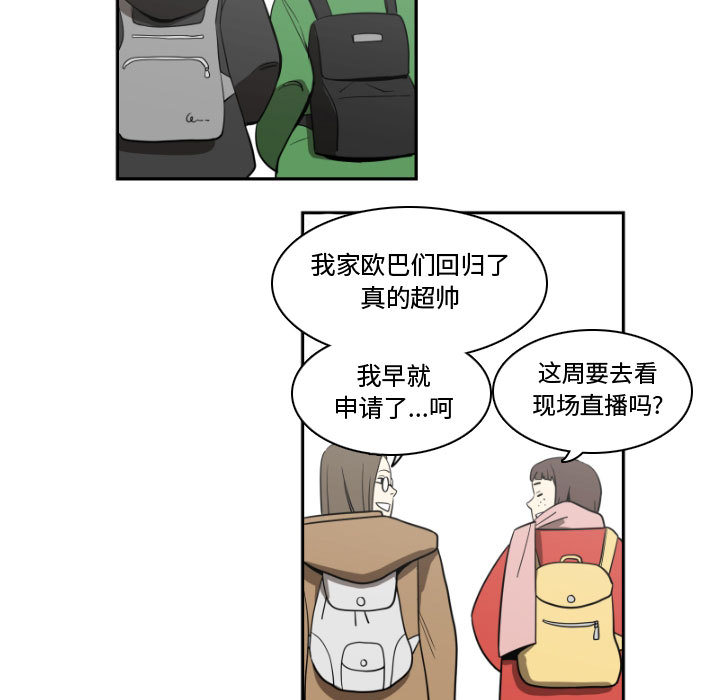 我家欧巴们回归了
真的超帅
我早就
申请了...呵
这周要去看
现场直播吗?